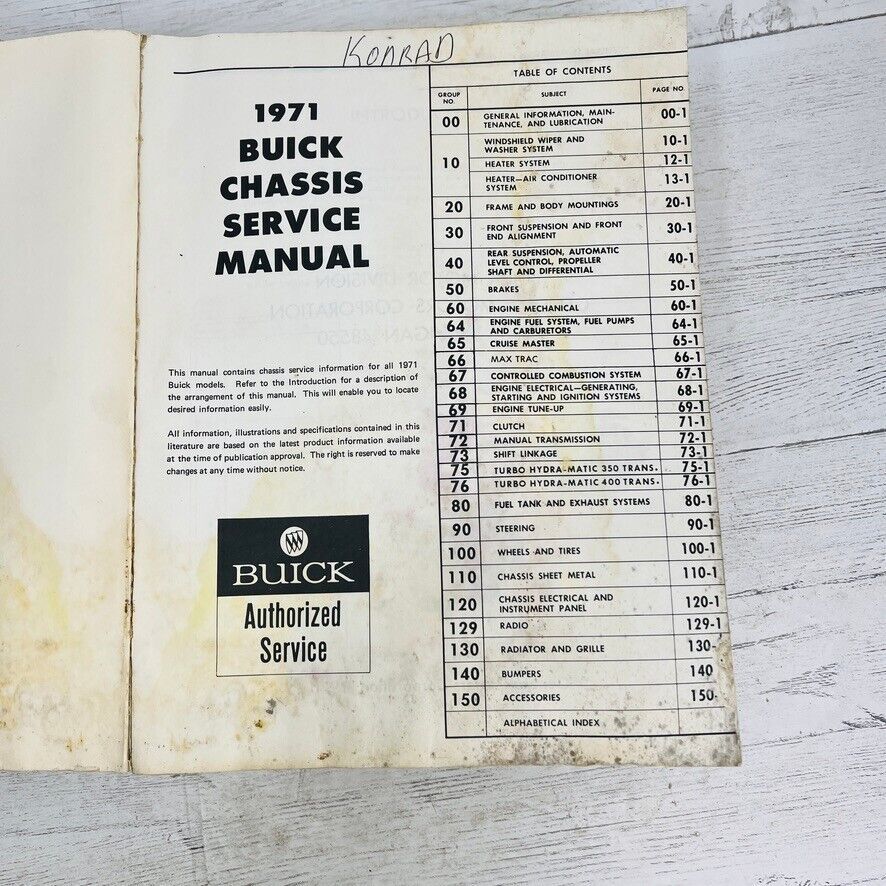 KONRAD
1971
BUICK
CHASSIS
SERVICE
MANUAL
This manual contains chassis service information for all 1971
Buick models. Refer to the Introduction for a description of
the arrangement of this manual. This will enable you to locate
desired information easily.
All information, illustrations and specifications contained in this
literature are based on the latest product information available
at the time of publication approval. The right is reserved to make
changes at any time without notice.
BUICK
Authorized
Service
TABLE OF CONTENTS
GROUP NO. SUBJECT PAGE NO.
00 GENERAL INFORMATION, MAIN- 00-1
TENANCE, AND LUBRICATION
10 WINDSHIELD WIPER AND 10-1
WASHER SYSTEM
HEATER SYSTEM 12-1
HEATER—AIR CONDITIONER 13-1
SYSTEM
20 FRAME AND BODY MOUNTINGS 20-1
30 FRONT SUSPENSION AND FRONT 30-1
END ALIGNMENT
40 REAR SUSPENSION, AUTOMATIC 40-1
LEVEL CONTROL, PROPELLER
SHAFT AND DIFFERENTIAL
50 BRAKES 50-1
60 ENGINE MECHANICAL 60-1
64 ENGINE FUEL SYSTEM, FUEL PUMPS 64-1
AND CARBURETORS
65 CRUISE MASTER 65-1
66 MAX TRAC 66-1
67 CONTROLLED COMBUSTION SYSTEM 67-1
68 ENGINE ELECTRICAL—GENERATING, 68-1
STARTING AND IGNITION SYSTEMS
69 ENGINE TUNE-UP 69-1
71 CLUTCH 71-1
72 MANUAL TRANSMISSION 72-1
73 SHIFT LINKAGE 73-1
75 TURBO HYDRA-MATIC 350 TRANS. 75-1
76 TURBO HYDRA-MATIC 400 TRANS. 76-1
80 FUEL TANK AND EXHAUST SYSTEMS 80-1
90 STEERING 90-1
100 WHEELS AND TIRES 100-1
110 CHASSIS SHEET METAL 110-1
120 CHASSIS ELECTRICAL AND 120-1
INSTRUMENT PANEL
129 RADIO 129-1
130 RADIATOR AND GRILLE 130-
140 BUMPERS 140
150 ACCESSORIES 150-
ALPHABETICAL INDEX